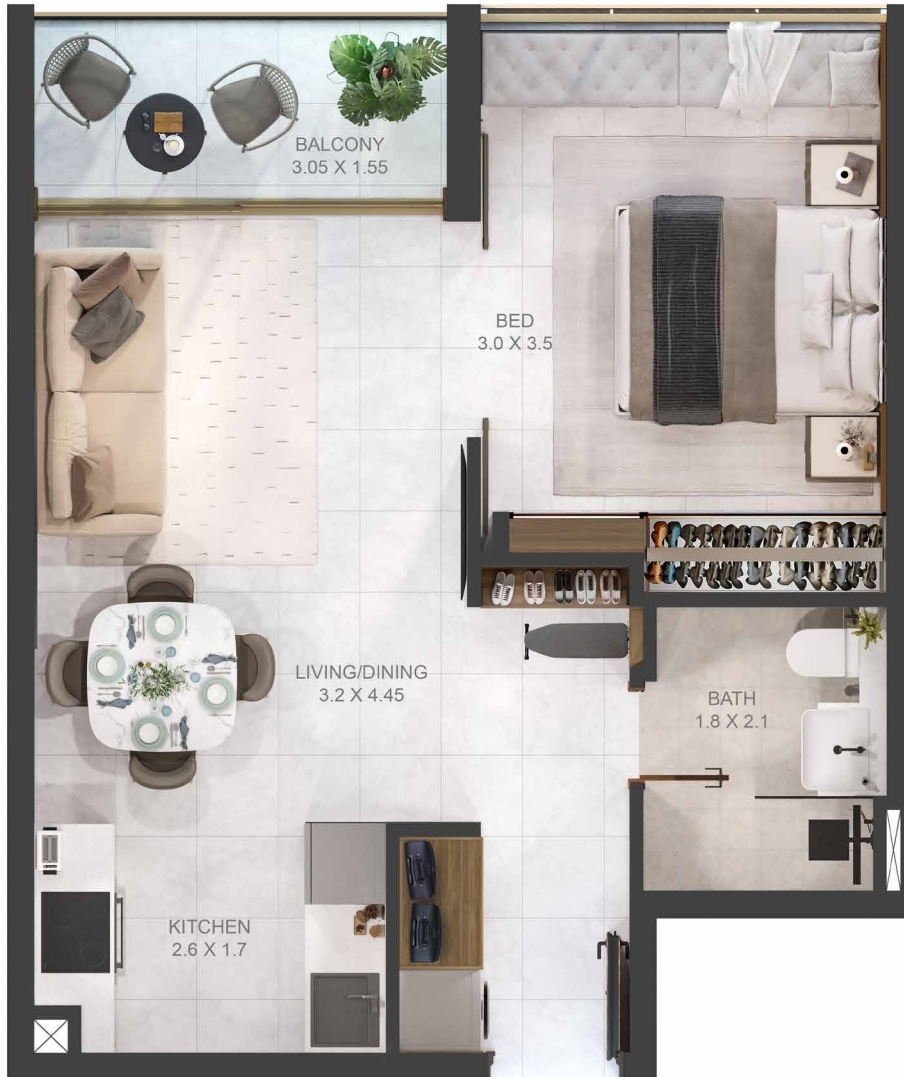 BALCONY
3.05 X 1.55
BED
3.0 X 3.5
LIVING/DINING
3.2 X 4.45
BATH
1.8 X 2.1
KITCHEN
2.6 X 1.7